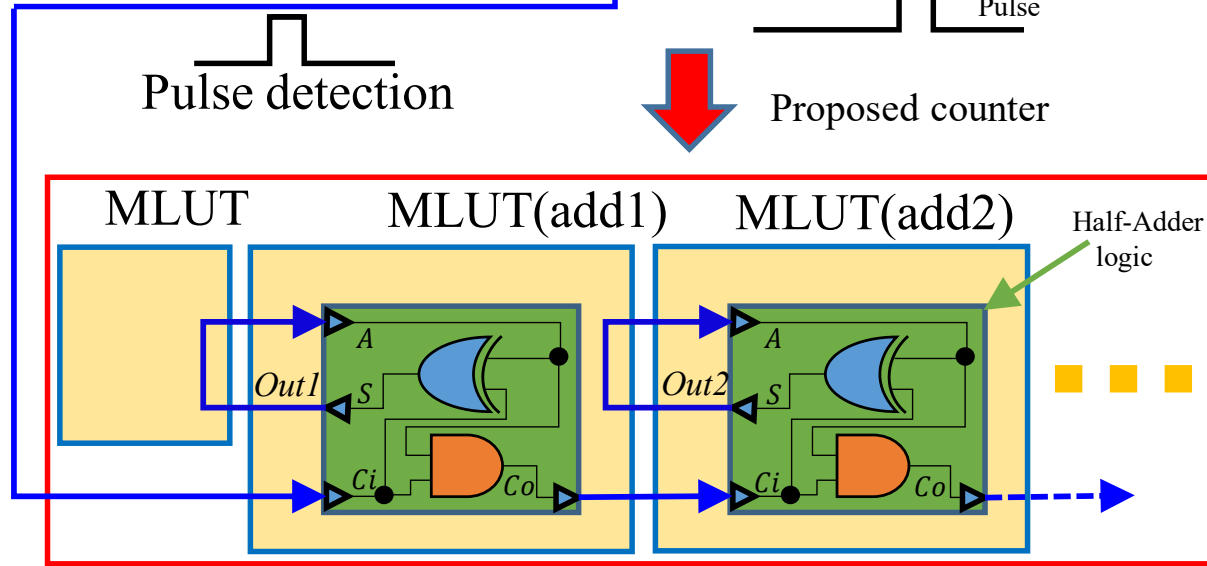 Pulse
Pulse detection
Proposed counter
MLUT
MLUT(add1)
MLUT(add2)
Half-Adder
logic
A
A
Out1
S
Out2
S
Ci
Co
Ci
Co